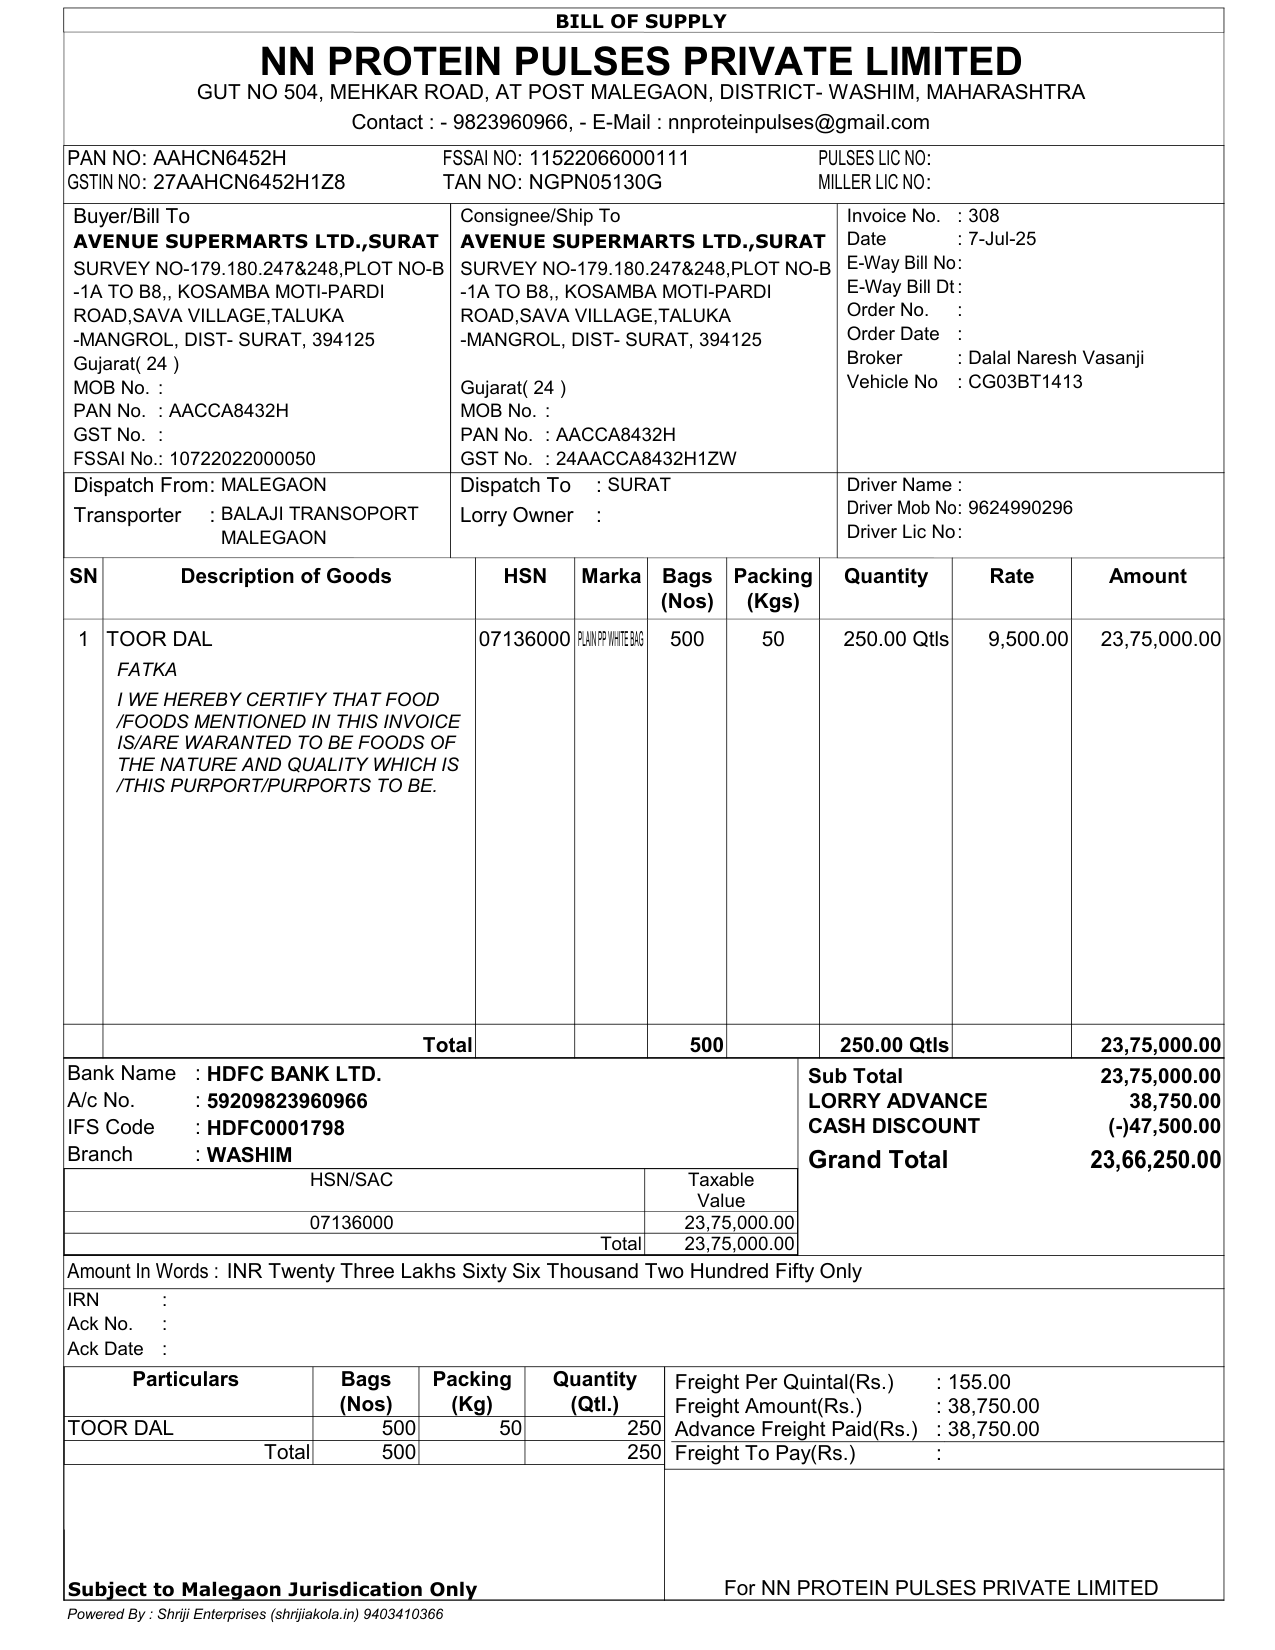 BILL OF SUPPLY
NN PROTEIN PULSES PRIVATE LIMITED
GUT NO 504, MEHKAR ROAD, AT POST MALEGAON, DISTRICT- WASHIM, MAHARASHTRA
Contact : - 9823960966, - E-Mail : nnproteinpulses@gmail.com
PAN NO: AAHCN6452H FSSAI NO: 11522066000111 PULSES LIC NO:
GSTIN NO: 27AAHCN6452H1Z8 TAN NO: NGPN05130G MILLER LIC NO:
Buyer/Bill To
AVENUE SUPERMARTS LTD.,SURAT
SURVEY NO-179.180.247&248,PLOT NO-B
-1A TO B8,, KOSAMBA MOTI-PARDI
ROAD,SAVA VILLAGE,TALUKA
-MANGROL, DIST- SURAT, 394125
Gujarat( 24 )
MOB No. :
PAN No. : AACCA8432H
GST No. :
FSSAI No.: 10722022000050
Consignee/Ship To
AVENUE SUPERMARTS LTD.,SURAT
SURVEY NO-179.180.247&248,PLOT NO-B
-1A TO B8,, KOSAMBA MOTI-PARDI
ROAD,SAVA VILLAGE,TALUKA
-MANGROL, DIST- SURAT, 394125
Gujarat( 24 )
MOB No. :
PAN No. : AACCA8432H
GST No. : 24AACCA8432H1ZW
Invoice No. : 308
Date : 7-Jul-25
E-Way Bill No:
E-Way Bill Dt :
Order No. :
Order Date :
Broker : Dalal Naresh Vasanji
Vehicle No : CG03BT1413
Dispatch From: MALEGAON
Transporter : BALAJI TRANSOPORT
MALEGAON
Dispatch To : SURAT
Lorry Owner :
Driver Name :
Driver Mob No: 9624990296
Driver Lic No:
SN Description of Goods HSN Marka Bags Packing Quantity Rate Amount
(Nos) (Kgs)
1 TOOR DAL 07136000 PLAIN PP WHITE BAG 500 50 250.00 Qtls 9,500.00 23,75,000.00
FATKA
I WE HEREBY CERTIFY THAT FOOD
/FOODS MENTIONED IN THIS INVOICE
IS/ARE WARANTED TO BE FOODS OF
THE NATURE AND QUALITY WHICH IS
/THIS PURPORT/PURPORTS TO BE.
Total 500 250.00 Qtls 23,75,000.00
Bank Name : HDFC BANK LTD.
A/c No. : 59209823960966
IFS Code : HDFC0001798
Branch : WASHIM
Sub Total 23,75,000.00
LORRY ADVANCE 38,750.00
CASH DISCOUNT (-)47,500.00
Grand Total 23,66,250.00
HSN/SAC Taxable
Value
07136000 23,75,000.00
Total 23,75,000.00
Amount In Words : INR Twenty Three Lakhs Sixty Six Thousand Two Hundred Fifty Only
IRN :
Ack No. :
Ack Date :
Particulars Bags Packing Quantity
(Nos) (Kg) (Qtl.)
TOOR DAL 500 50 250
Total 500 250
Freight Per Quintal(Rs.) : 155.00
Freight Amount(Rs.) : 38,750.00
Advance Freight Paid(Rs.) : 38,750.00
Freight To Pay(Rs.) :
Subject to Malegaon Jurisdication Only
For NN PROTEIN PULSES PRIVATE LIMITED
Powered By : Shriji Enterprises (shrijiakola.in) 9403410366